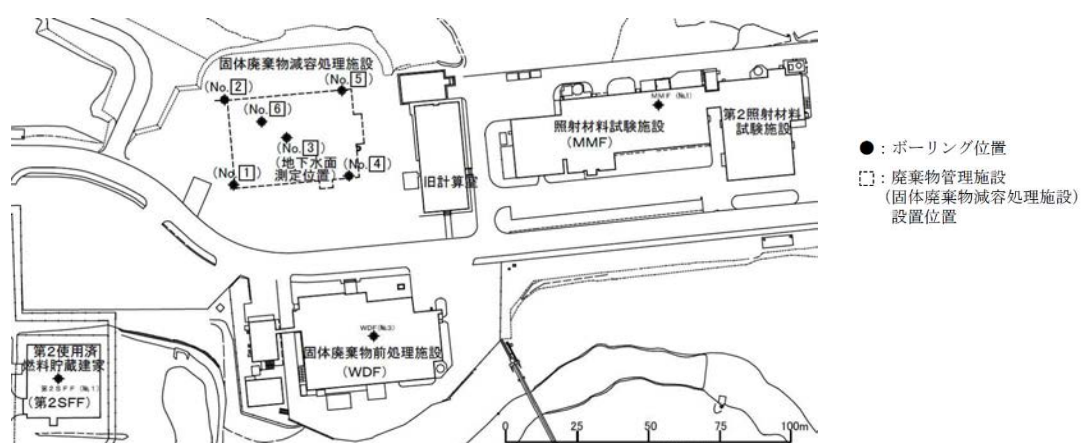 固体廃棄物減容処理施設
(No.2)
(No.5)
(No.6)
(No.3)
(地下水面
測定位置)
(No.4)
(No.1)
旧計算室
MMF (No.1)
照射材料試験施設
(MMF)
第2照射材料
試験施設
●：ボーリング位置
：廃棄物管理施設
(固体廃棄物減容処理施設)
設置位置
WDF(No.3)
固体廃棄物前処理施設
(WDF)
第2使用済
燃料貯蔵建家
第2SFF (No.1)
(第2SFF)
0 25 50 75 100m